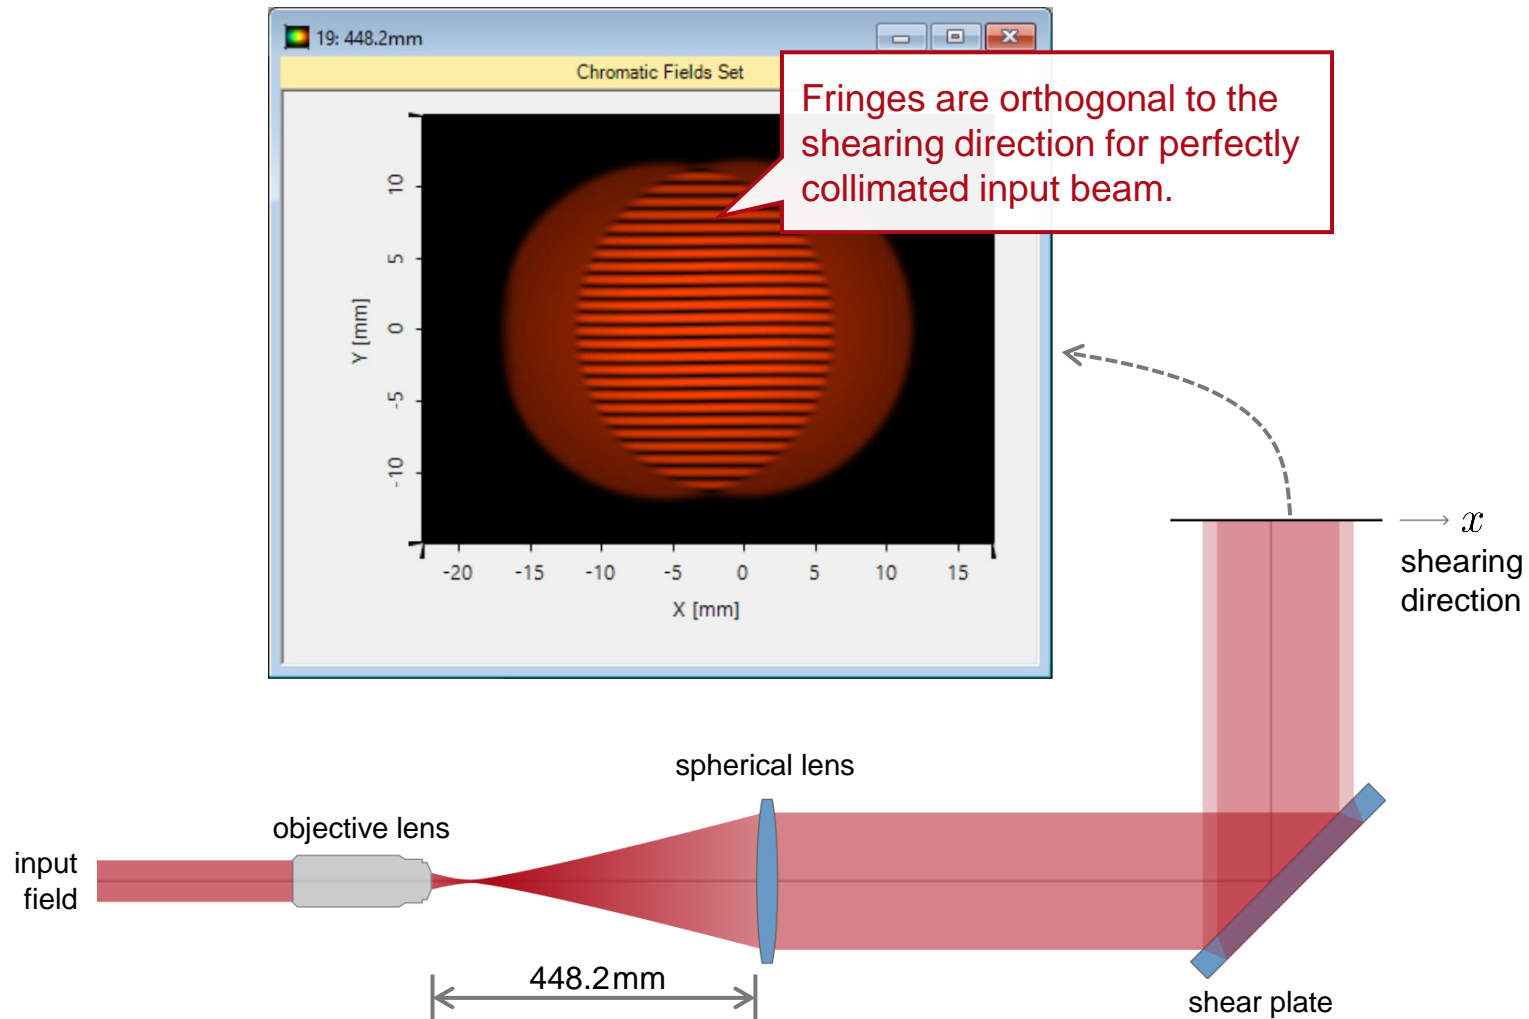 19: 448.2mm
Chromatic Fields Set
Fringes are orthogonal to the
shearing direction for perfectly
collimated input beam.
10
5
0
-5
-10
Y [mm]
-20 -15 -10 -5 0 5 10 15
X [mm]
x
shearing
direction
spherical lens
objective lens
input
field
448.2mm
shear plate